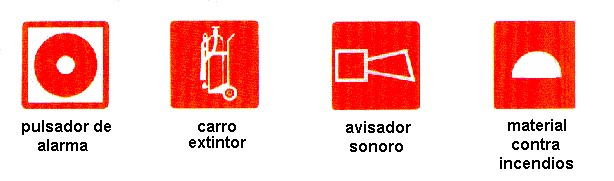 pulsador de
alarma
carro
extintor
avisador
sonoro
material
contra
incendios